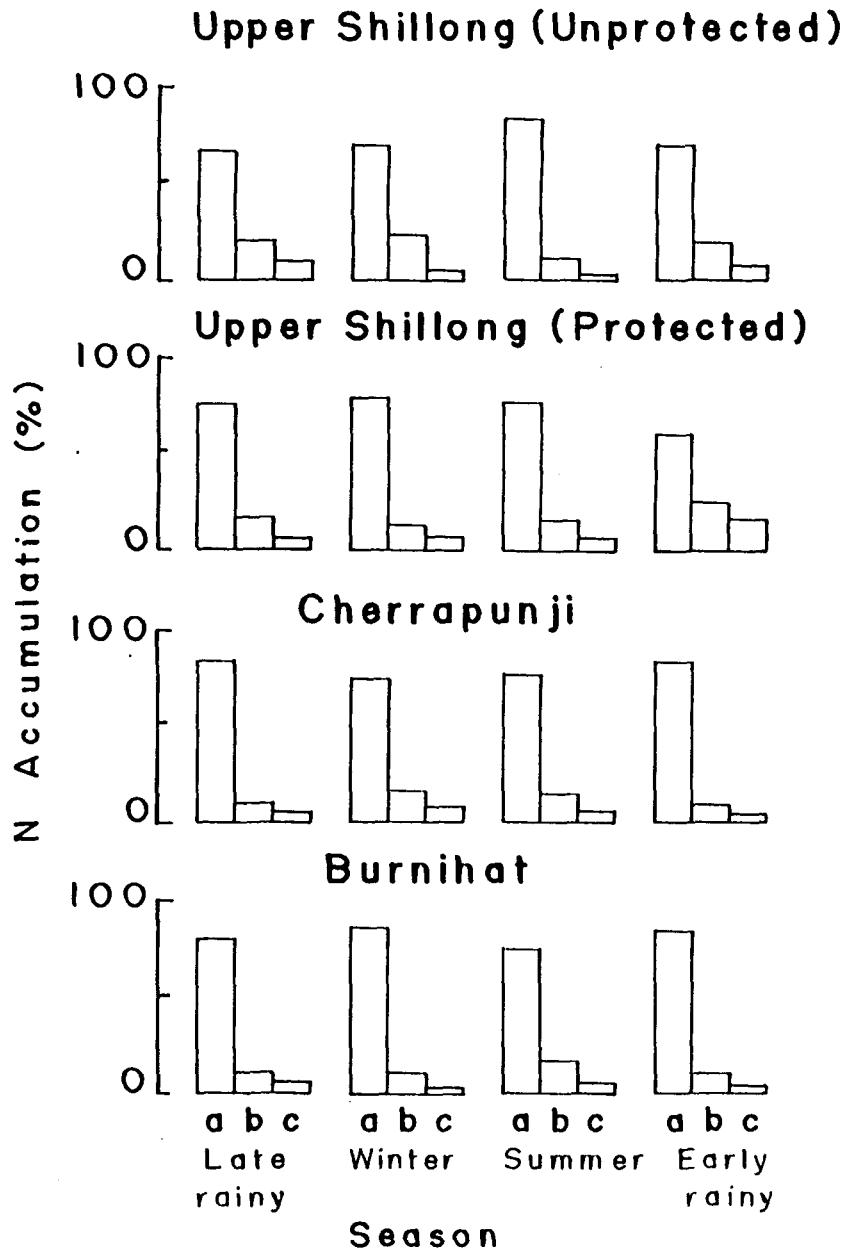 Upper Shillong (Unprotected)
100
0
Upper Shillong (Protected)
100
0
N Accumulation (%)
Cherrapunji
100
0
Burnihat
100
0
a b c a b c a b c a b c
Late Winter Summer Early
rainy rainy
Season